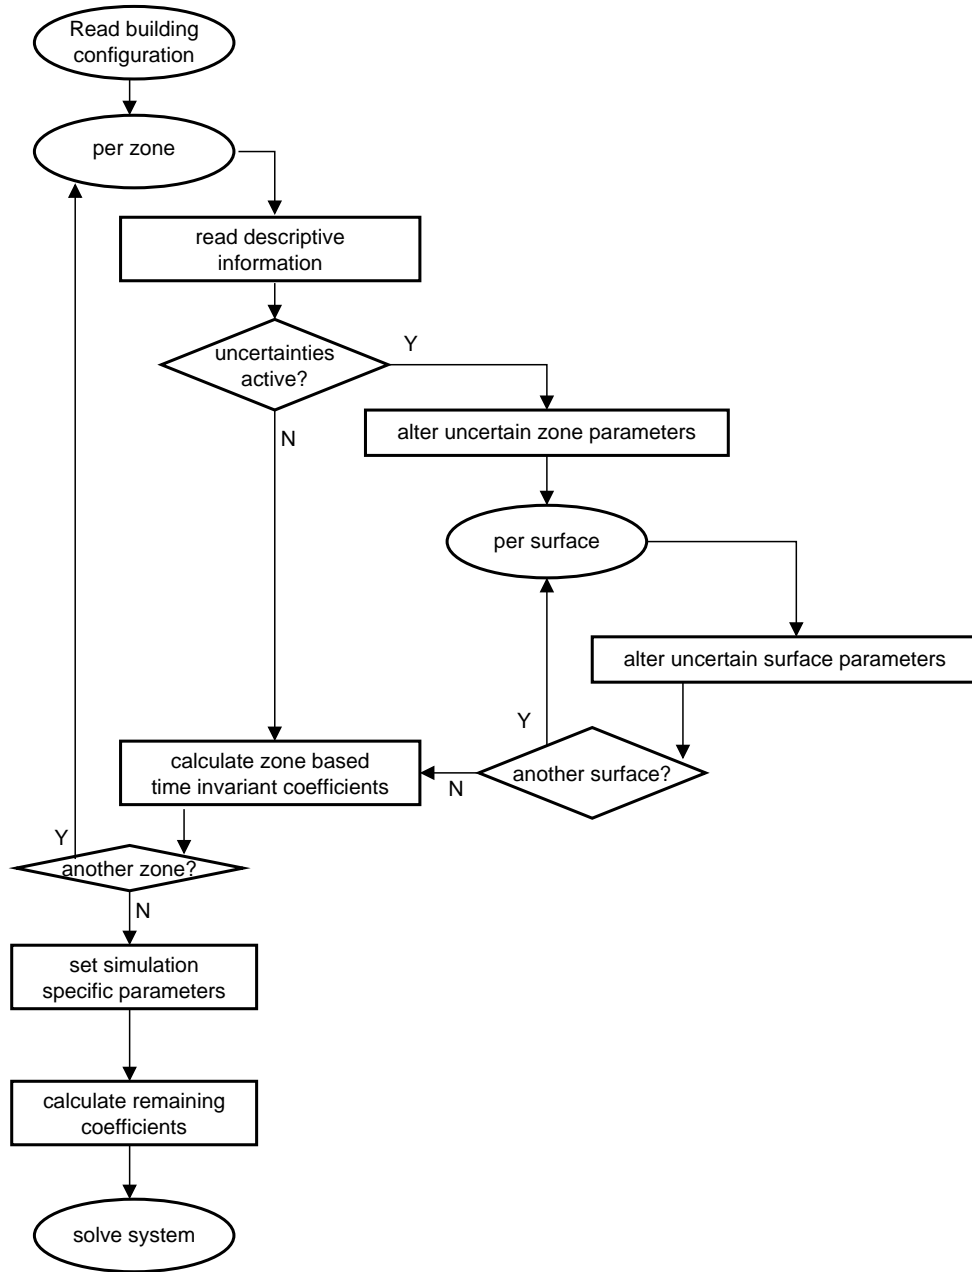 Read building
configuration
per zone
read descriptive
information
uncertainties
active?
Y
N
alter uncertain zone parameters
per surface
alter uncertain surface parameters
Y
another surface?
N
calculate zone based
time invariant coefficients
Y
another zone?
N
set simulation
specific parameters
calculate remaining
coefficients
solve system